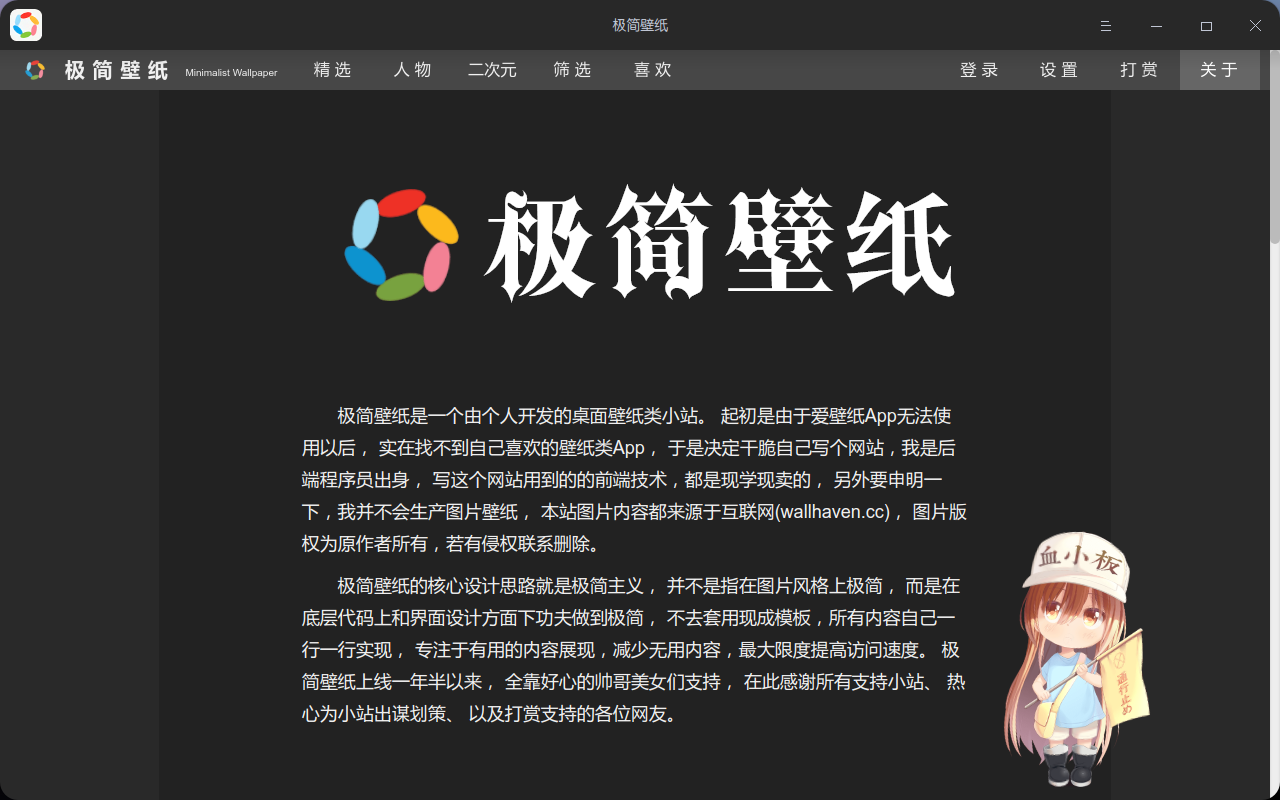 极简壁纸
极简壁纸 Minimalist Wallpaper 精选 人物 二次元 筛选 喜欢 登录 设置 打赏 关于
极简壁纸
极简壁纸是一个由个人开发的桌面壁纸类小站。 起初是由于爱壁纸App无法使
用以后， 实在找不到自己喜欢的壁纸类App， 于是决定干脆自己写个网站，我是后
端程序员出身， 写这个网站用到的的前端技术，都是现学现卖的， 另外要申明一
下，我并不会生产图片壁纸， 本站图片内容都来源于互联网(wallhaven.cc)， 图片版
权为原作者所有，若有侵权联系删除。
极简壁纸的核心设计思路就是极简主义， 并不是指在图片风格上极简， 而是在
底层代码上和界面设计方面下功夫做到极简， 不去套用现成模板，所有内容自己一
行一行实现， 专注于有用的内容展现，减少无用内容，最大限度提高访问速度。 极
简壁纸上线一年半以来， 全靠好心的帅哥美女们支持， 在此感谢所有支持小站、 热
心为小站出谋划策、 以及打赏支持的各位网友。
血小板
通行止め